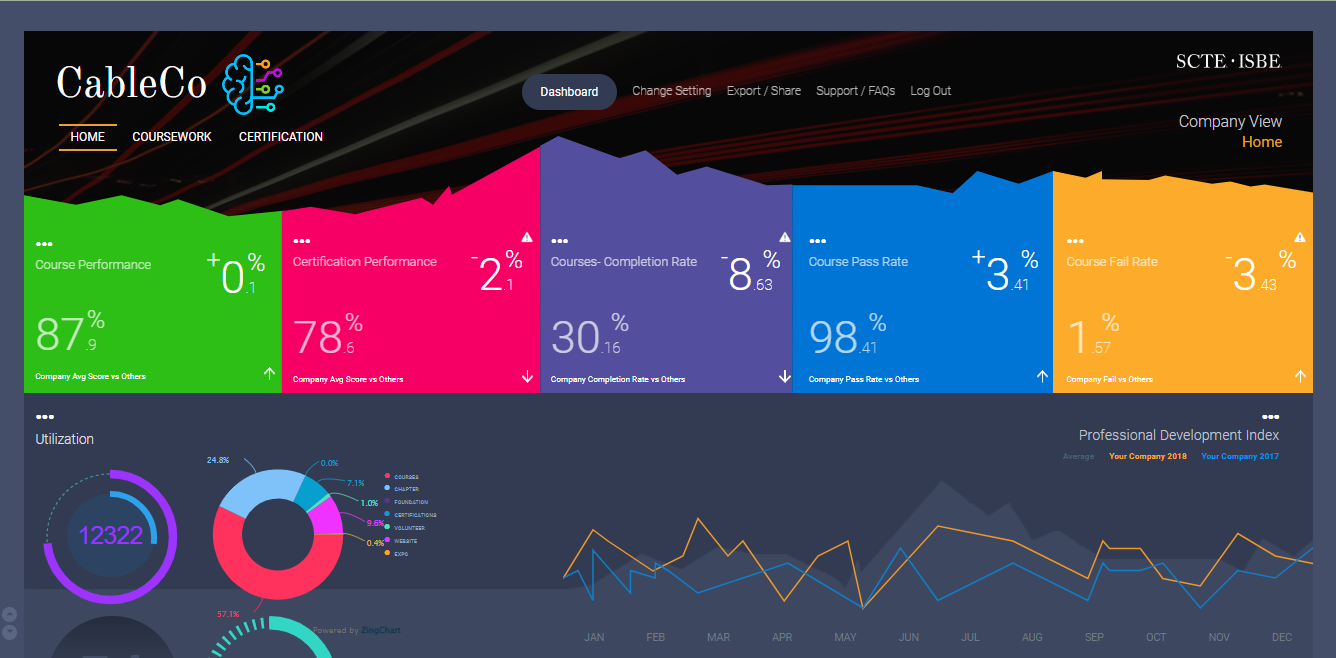 CableCo
SCTE · ISBE
Dashboard
Change Setting
Export / Share
Support / FAQs
Log Out
HOME
COURSEWORK
CERTIFICATION
Company View
Home
Course Performance
+0.1%
87.9%
Company Avg Score vs Others
Certification Performance
-2.1%
78.6%
Company Avg Score vs Others
Courses- Completion Rate
-8.63%
30.16%
Company Completion Rate vs Others
Course Pass Rate
+3.41%
98.41%
Company Pass Rate vs Others
Course Fail Rate
-3.43%
1.57%
Company Fail vs Others
Utilization
12322
24.8%
0.0%
7.1%
1.0%
9.6%
0.4%
57.1%
COURSES
CHAPTER
FOUNDATION
CERTIFICATIONS
VOLUNTEER
WEBSITE
EXPO
Powered by ZingChart
Professional Development Index
Average
Your Company 2018
Your Company 2017
JAN
FEB
MAR
APR
MAY
JUN
JUL
AUG
SEP
OCT
NOV
DEC